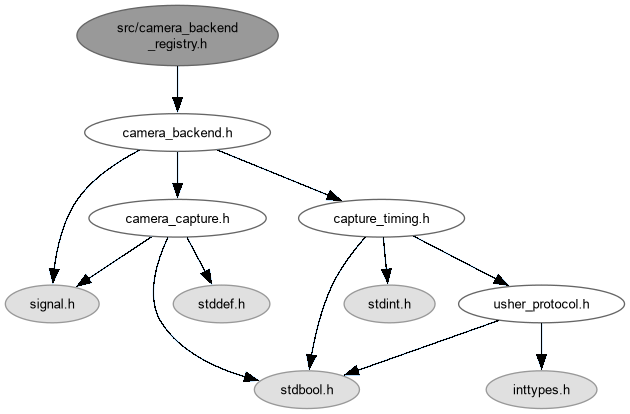 src/camera_backend
_registry.h
camera_backend.h
camera_capture.h
capture_timing.h
signal.h
stddef.h
stdint.h
usher_protocol.h
stdbool.h
inttypes.h